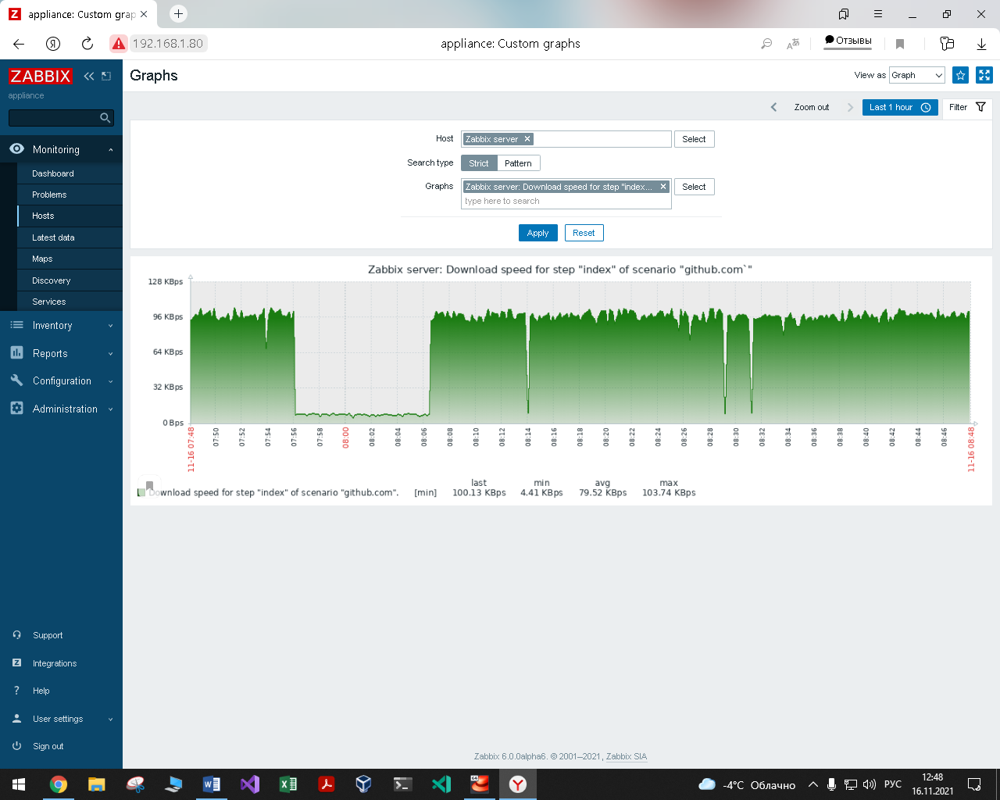 appliance: Custom grap
192.168.1.80
appliance: Custom graphs
Отзывы
ZABBIX
appliance
Monitoring
Dashboard
Problems
Hosts
Latest data
Maps
Discovery
Services
Inventory
Reports
Configuration
Administration
Support
Integrations
Help
User settings
Sign out
Graphs
View as Graph
Zoom out
Last 1 hour
Filter
Host Zabbix server Select
Search type Strict Pattern
Graphs Zabbix server: Download speed for step "index... Select
type here to search
Apply Reset
Zabbix server: Download speed for step "index" of scenario "github.com`"
128 KBps
96 KBps
64 KBps
32 KBps
0 Bps
11-16 07:48 07:50 07:52 07:54 07:56 07:58 08:00 08:02 08:04 08:06 08:08 08:10 08:12 08:14 08:16 08:18 08:20 08:22 08:24 08:26 08:28 08:30 08:32 08:34 08:36 08:38 08:40 08:42 08:44 08:46 11-16 08:48
last min avg max
Download speed for step "index" of scenario "github.com". [min] 100.13 KBps 4.41 KBps 79.52 KBps 103.74 KBps
Zabbix 6.0.0alpha6. © 2001–2021, Zabbix SIA
-4°C Облачно
РУС
12:48
16.11.2021